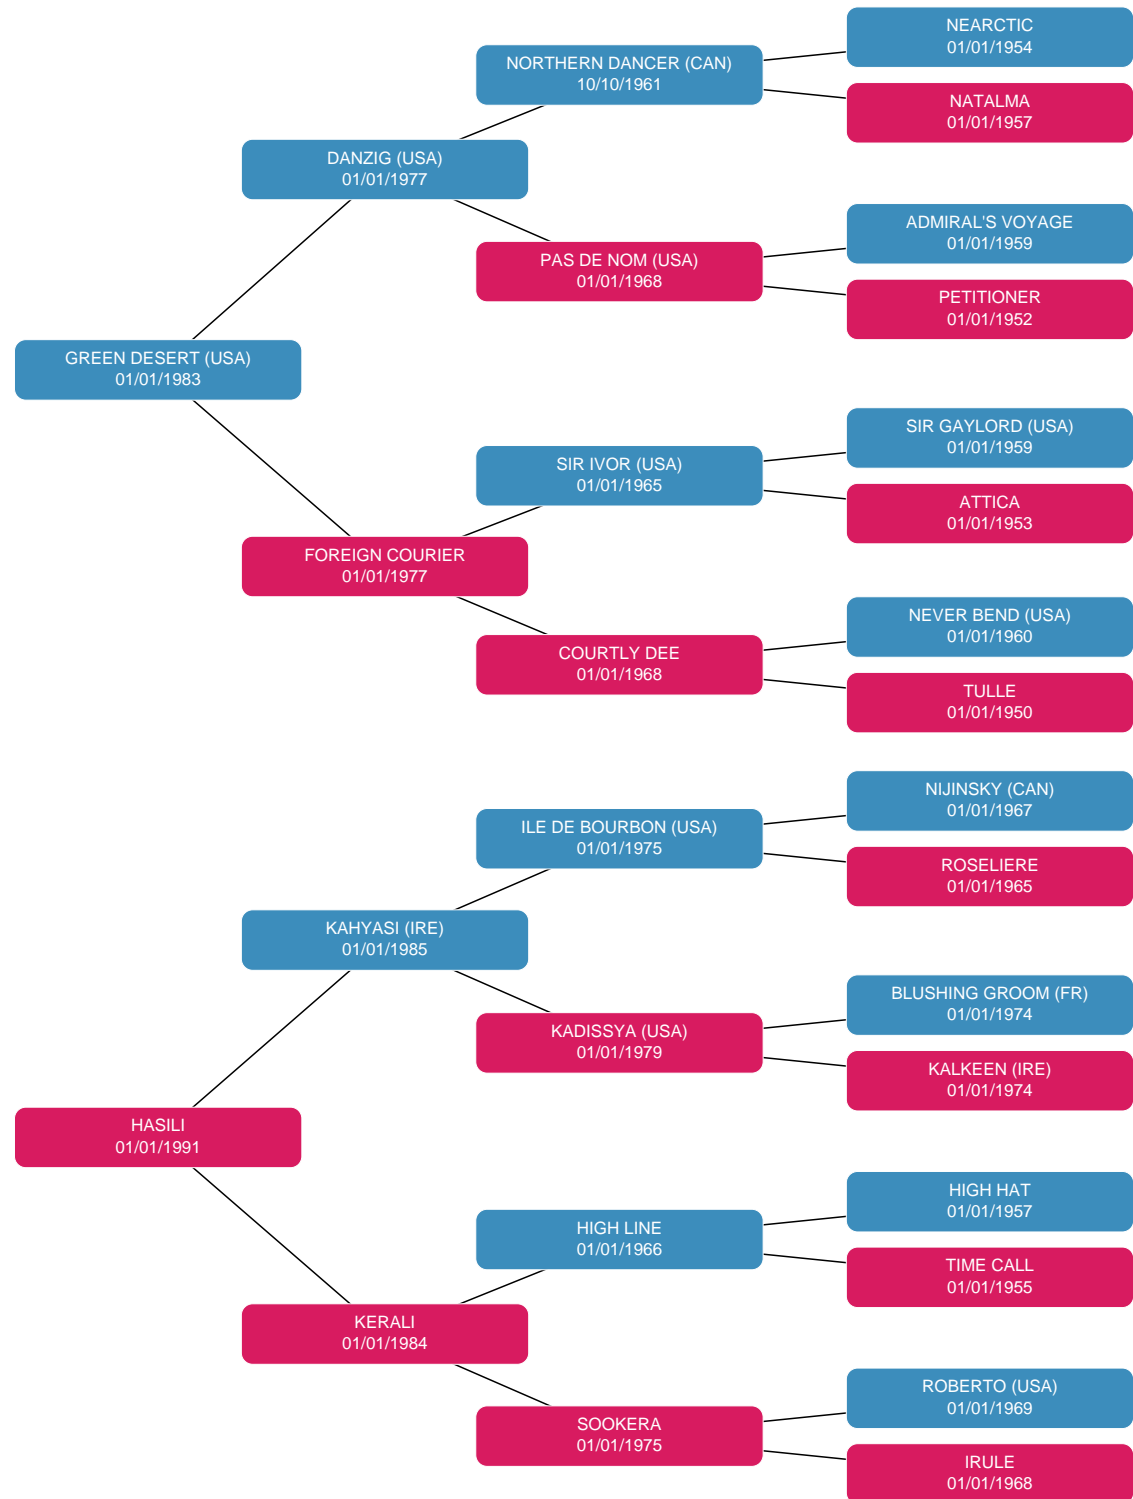 NEARCTIC
01/01/1954
NORTHERN DANCER (CAN)
10/10/1961
NATALMA
01/01/1957
DANZIG (USA)
01/01/1977
ADMIRAL'S VOYAGE
01/01/1959
PAS DE NOM (USA)
01/01/1968
PETITIONER
01/01/1952
GREEN DESERT (USA)
01/01/1983
SIR GAYLORD (USA)
01/01/1959
SIR IVOR (USA)
01/01/1965
ATTICA
01/01/1953
FOREIGN COURIER
01/01/1977
NEVER BEND (USA)
01/01/1960
COURTLY DEE
01/01/1968
TULLE
01/01/1950
NIJINSKY (CAN)
01/01/1967
ILE DE BOURBON (USA)
01/01/1975
ROSELIERE
01/01/1965
KAHYASI (IRE)
01/01/1985
BLUSHING GROOM (FR)
01/01/1974
KADISSYA (USA)
01/01/1979
KALKEEN (IRE)
01/01/1974
HASILI
01/01/1991
HIGH HAT
01/01/1957
HIGH LINE
01/01/1966
TIME CALL
01/01/1955
KERALI
01/01/1984
ROBERTO (USA)
01/01/1969
SOOKERA
01/01/1975
IRULE
01/01/1968